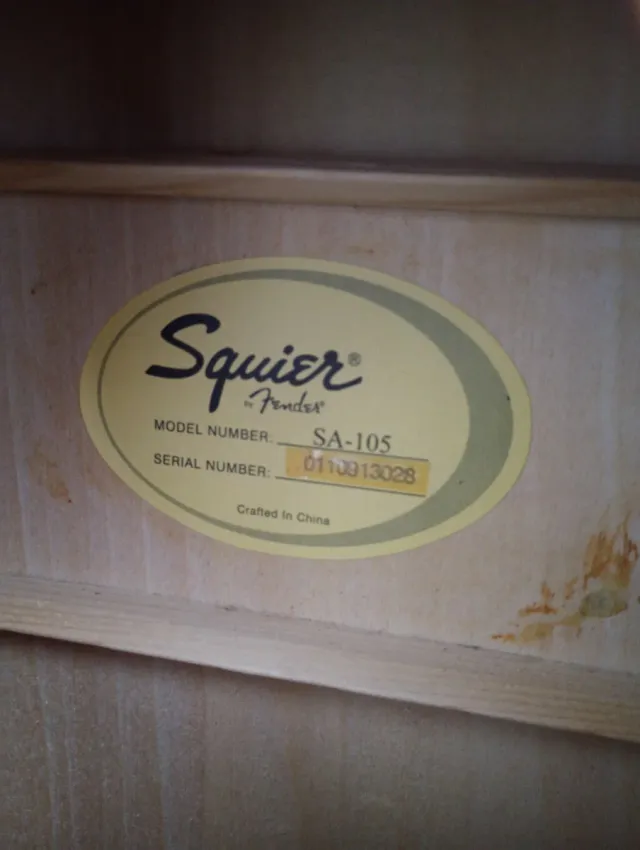 Squier®
by Fender®
MODEL NUMBER: SA-105
SERIAL NUMBER: 0110913028
Crafted In China